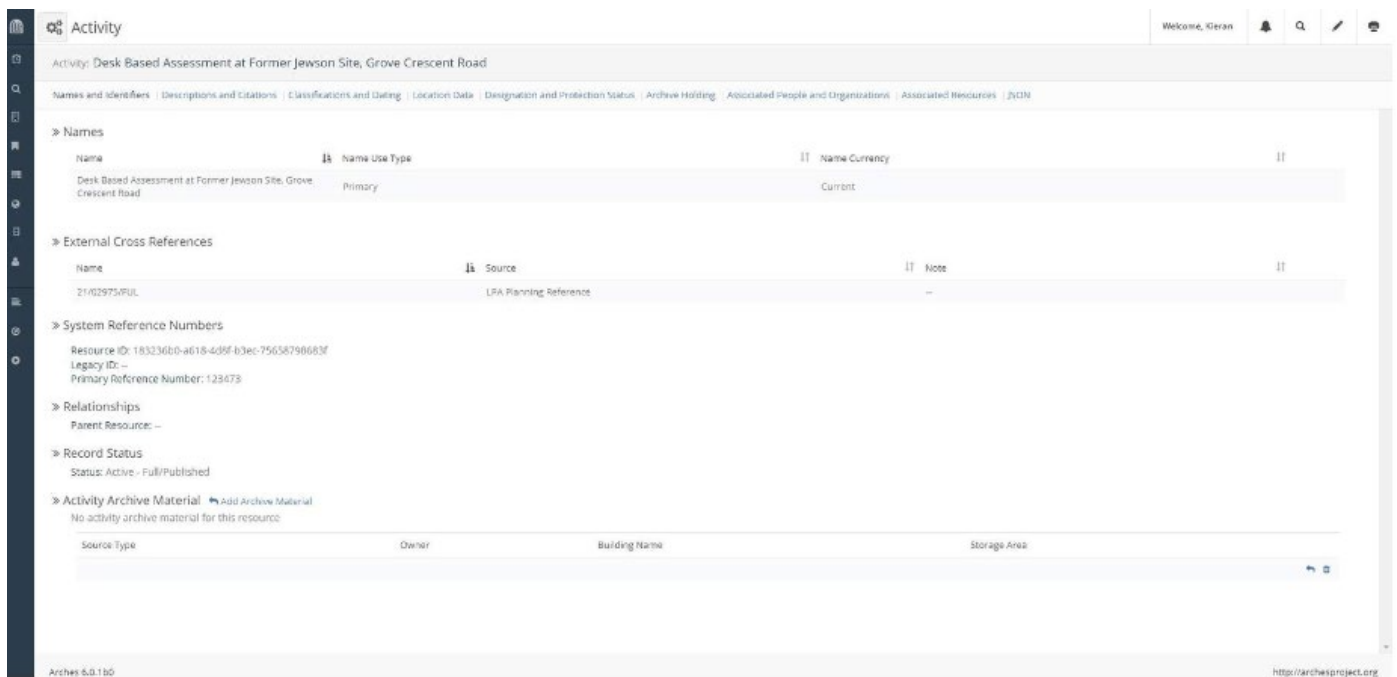 Activity
Welcome, Kieran
Activity: Desk Based Assessment at Former Jewson Site, Grove Crescent Road
Names and Identifiers | Descriptions and Citations | Classifications and Dating | Location Data | Designation and Protection Status | Archive Holding | Associated People and Organizations | Associated Resources | JSON
» Names
Name Name Use Type Name Currency
Desk Based Assessment at Former Jewson Site, Grove
Crescent Road
Primary Current
» External Cross References
Name Source Note
21/02975/FUL LPA Planning Reference --
» System Reference Numbers
Resource ID: 183236b0-a618-4d8f-b3ec-75658798683f
Legacy ID: --
Primary Reference Number: 123473
» Relationships
Parent Resource: --
» Record Status
Status: Active - Full/Published
» Activity Archive Material Add Archive Material
No activity archive material for this resource
Source Type Owner Building Name Storage Area
Arches 6.0.1b0 http://archesproject.org